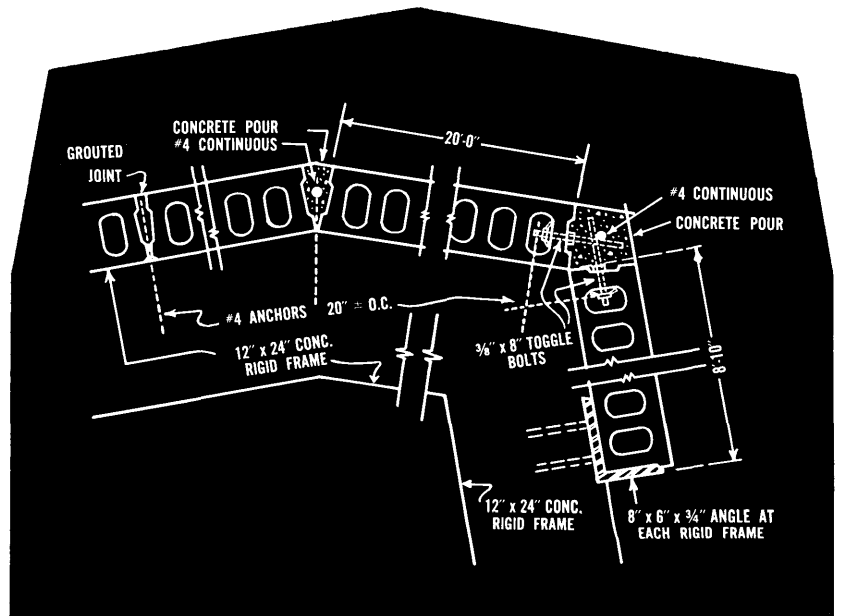 CONCRETE POUR
#4 CONTINUOUS
GROUTED
JOINT
20'-0"
#4 CONTINUOUS
CONCRETE POUR
#4 ANCHORS
20" ± O.C.
12" x 24" CONC.
RIGID FRAME
3/8" x 8" TOGGLE
BOLTS
8'-10"
12" x 24" CONC.
RIGID FRAME
8" x 6" x 3/4" ANGLE AT
EACH RIGID FRAME